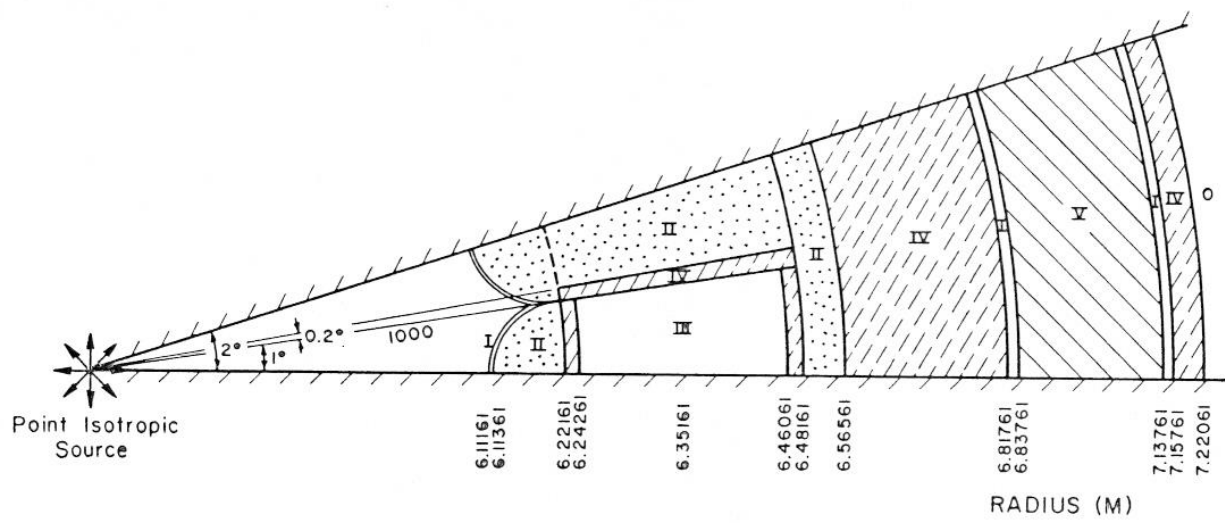 II
II
IV
II
V
I
IV
O
IV
III
I
II
II
2°
1°
0.2°
1000
Point Isotropic
Source
6.11161
6.11361
6.22161
6.24261
6.35161
6.46061
6.48161
6.56561
6.81761
6.83761
7.13761
7.15761
7.22061
RADIUS (M)